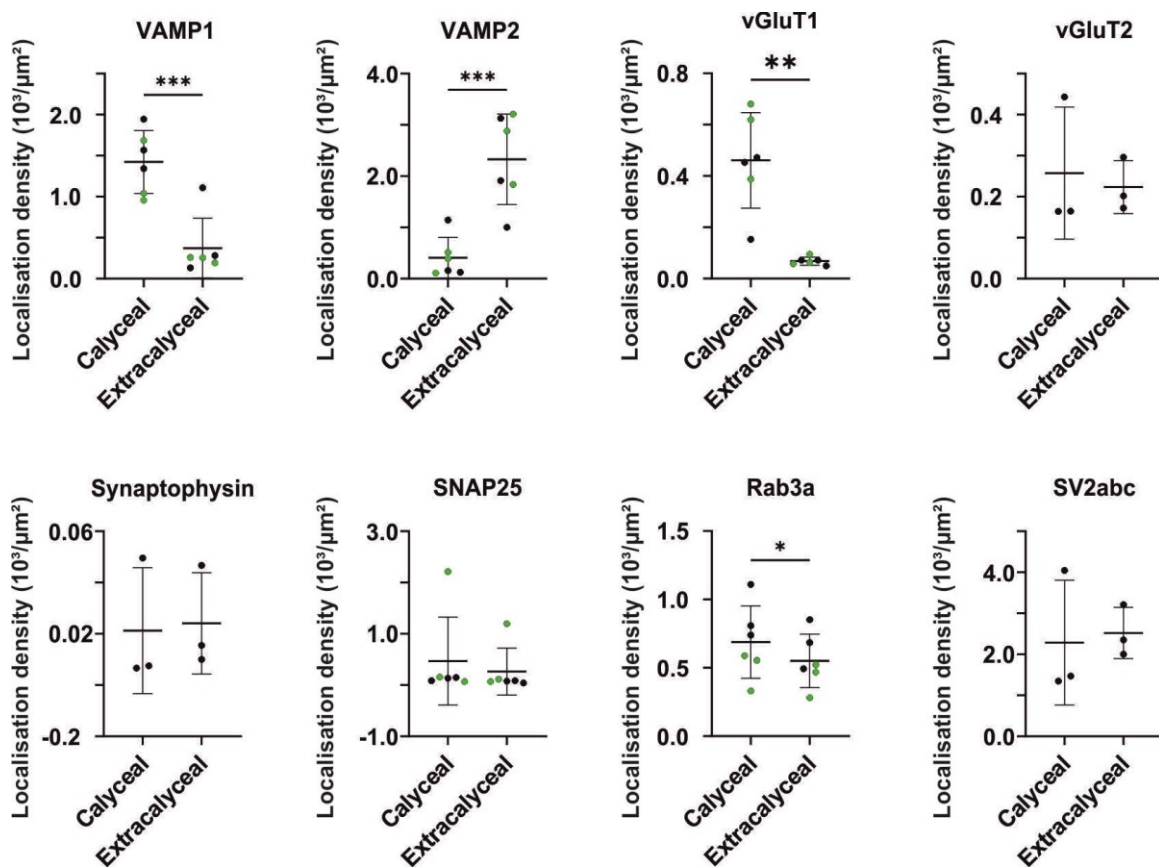 VAMP1
Localisation density (10³/µm²)
2.0
1.0
0.0
***
Calyceal
Extracalyceal
VAMP2
Localisation density (10³/µm²)
4.0
2.0
0.0
***
Calyceal
Extracalyceal
vGluT1
Localisation density (10³/µm²)
0.8
0.4
0.0
**
Calyceal
Extracalyceal
vGluT2
Localisation density (10³/µm²)
0.4
0.2
0.0
Calyceal
Extracalyceal
Synaptophysin
Localisation density (10³/µm²)
0.06
0.02
-0.2
Calyceal
Extracalyceal
SNAP25
Localisation density (10³/µm²)
3.0
1.0
-1.0
Calyceal
Extracalyceal
Rab3a
Localisation density (10³/µm²)
1.5
1.0
0.5
0.0
*
Calyceal
Extracalyceal
SV2abc
Localisation density (10³/µm²)
4.0
2.0
0.0
Calyceal
Extracalyceal